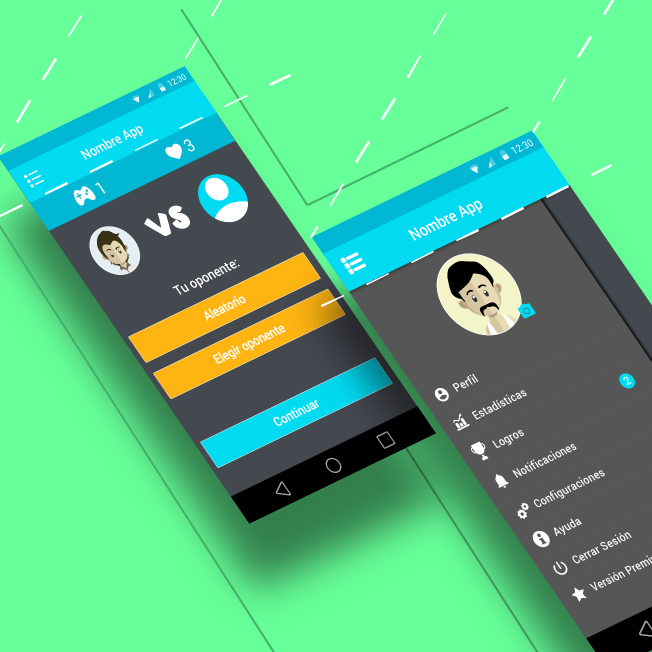 12:30
Nombre App
1
3
VS
Tu oponente:
Aleatorio
Elegir oponente
Continuar
12:30
Nombre App
Perfil
Estadísticas
2
Logros
Notificaciones
Configuraciones
Ayuda
Cerrar Sesión
Versión Premi